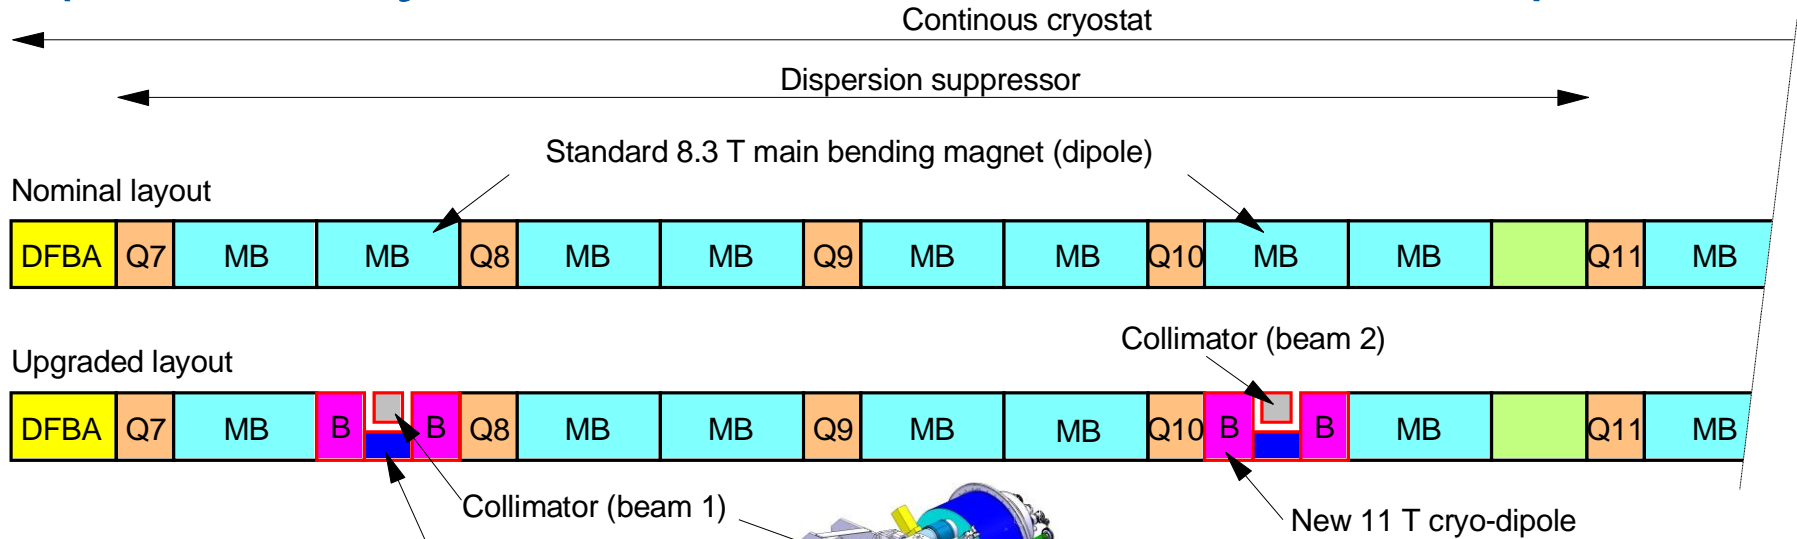 Continous cryostat
Dispersion suppressor
Standard 8.3 T main bending magnet (dipole)
Nominal layout
DFBA Q7 MB MB Q8 MB MB Q9 MB MB Q10 MB MB Q11 MB
Collimator (beam 2)
Upgraded layout
DFBA Q7 MB B B Q8 MB MB Q9 MB MB Q10 B B MB Q11 MB
Collimator (beam 1)
New 11 T cryo-dipole